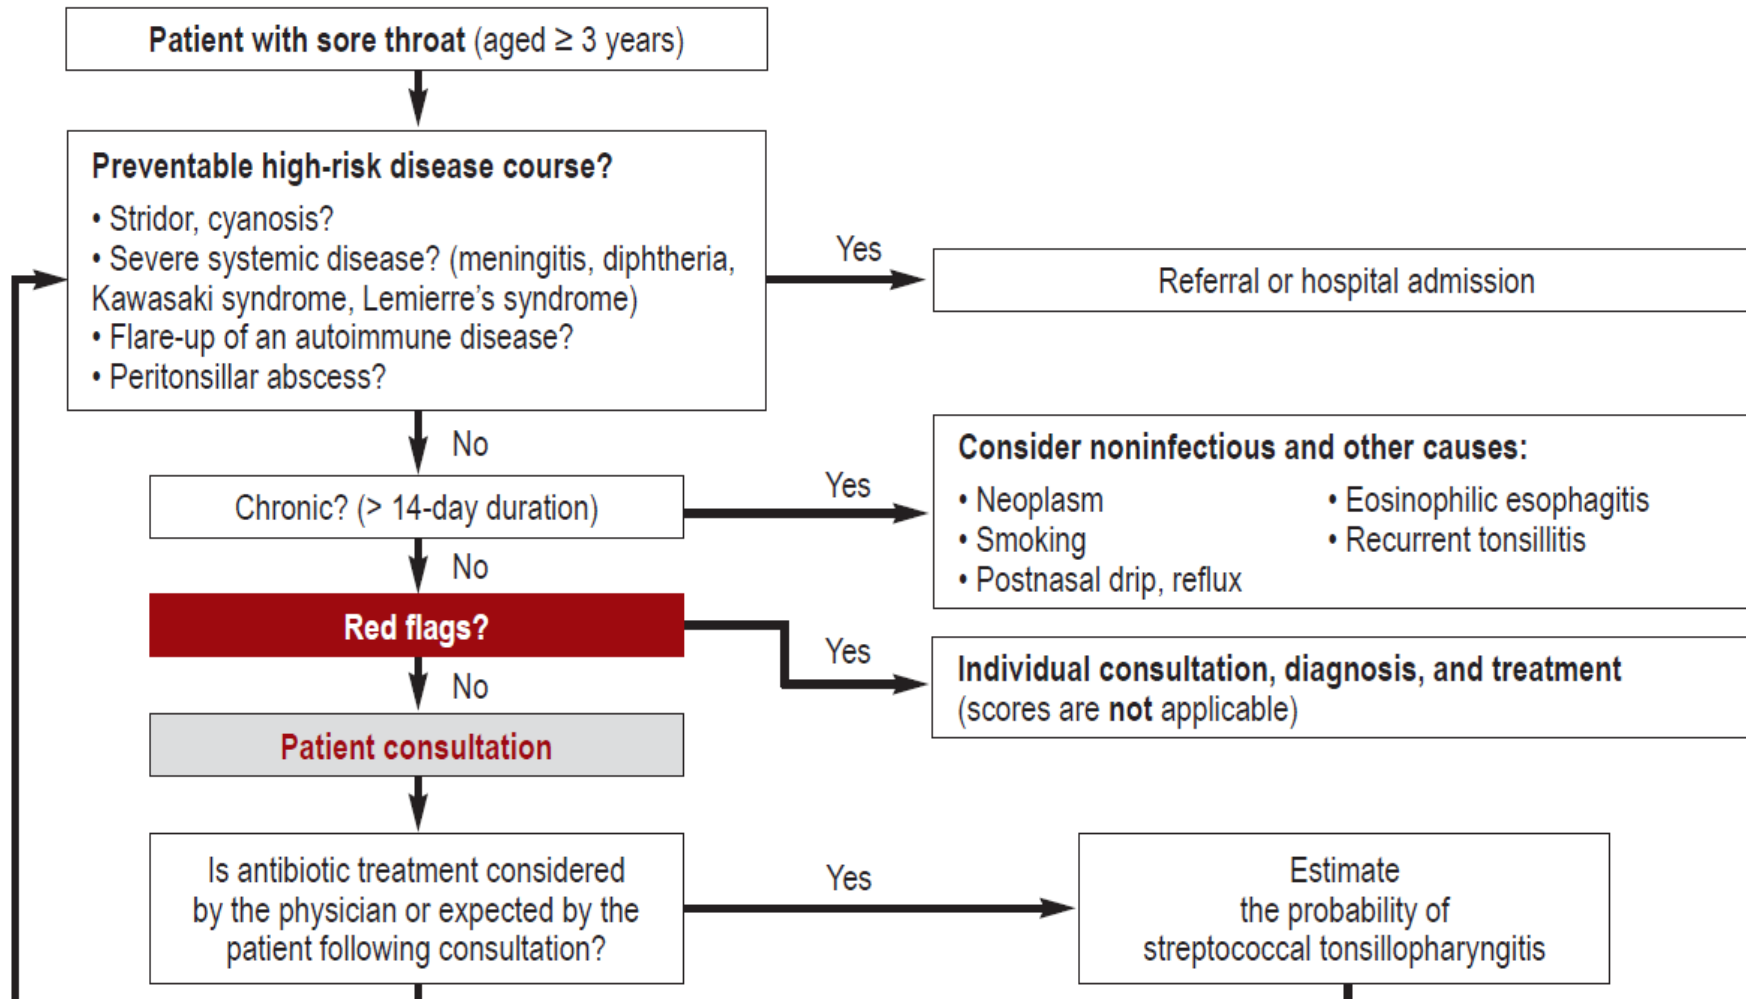 Patient with sore throat (aged ≥ 3 years)
Preventable high-risk disease course?
• Stridor, cyanosis?
• Severe systemic disease? (meningitis, diphtheria,
Kawasaki syndrome, Lemierre's syndrome)
• Flare-up of an autoimmune disease?
• Peritonsillar abscess?
Yes
Referral or hospital admission
No
Chronic? (> 14-day duration)
Yes
Consider noninfectious and other causes:
• Neoplasm
• Smoking
• Postnasal drip, reflux
• Eosinophilic esophagitis
• Recurrent tonsillitis
No
Red flags?
Yes
Individual consultation, diagnosis, and treatment
(scores are not applicable)
No
Patient consultation
Is antibiotic treatment considered
by the physician or expected by the
patient following consultation?
Yes
Estimate
the probability of
streptococcal tonsillopharyngitis